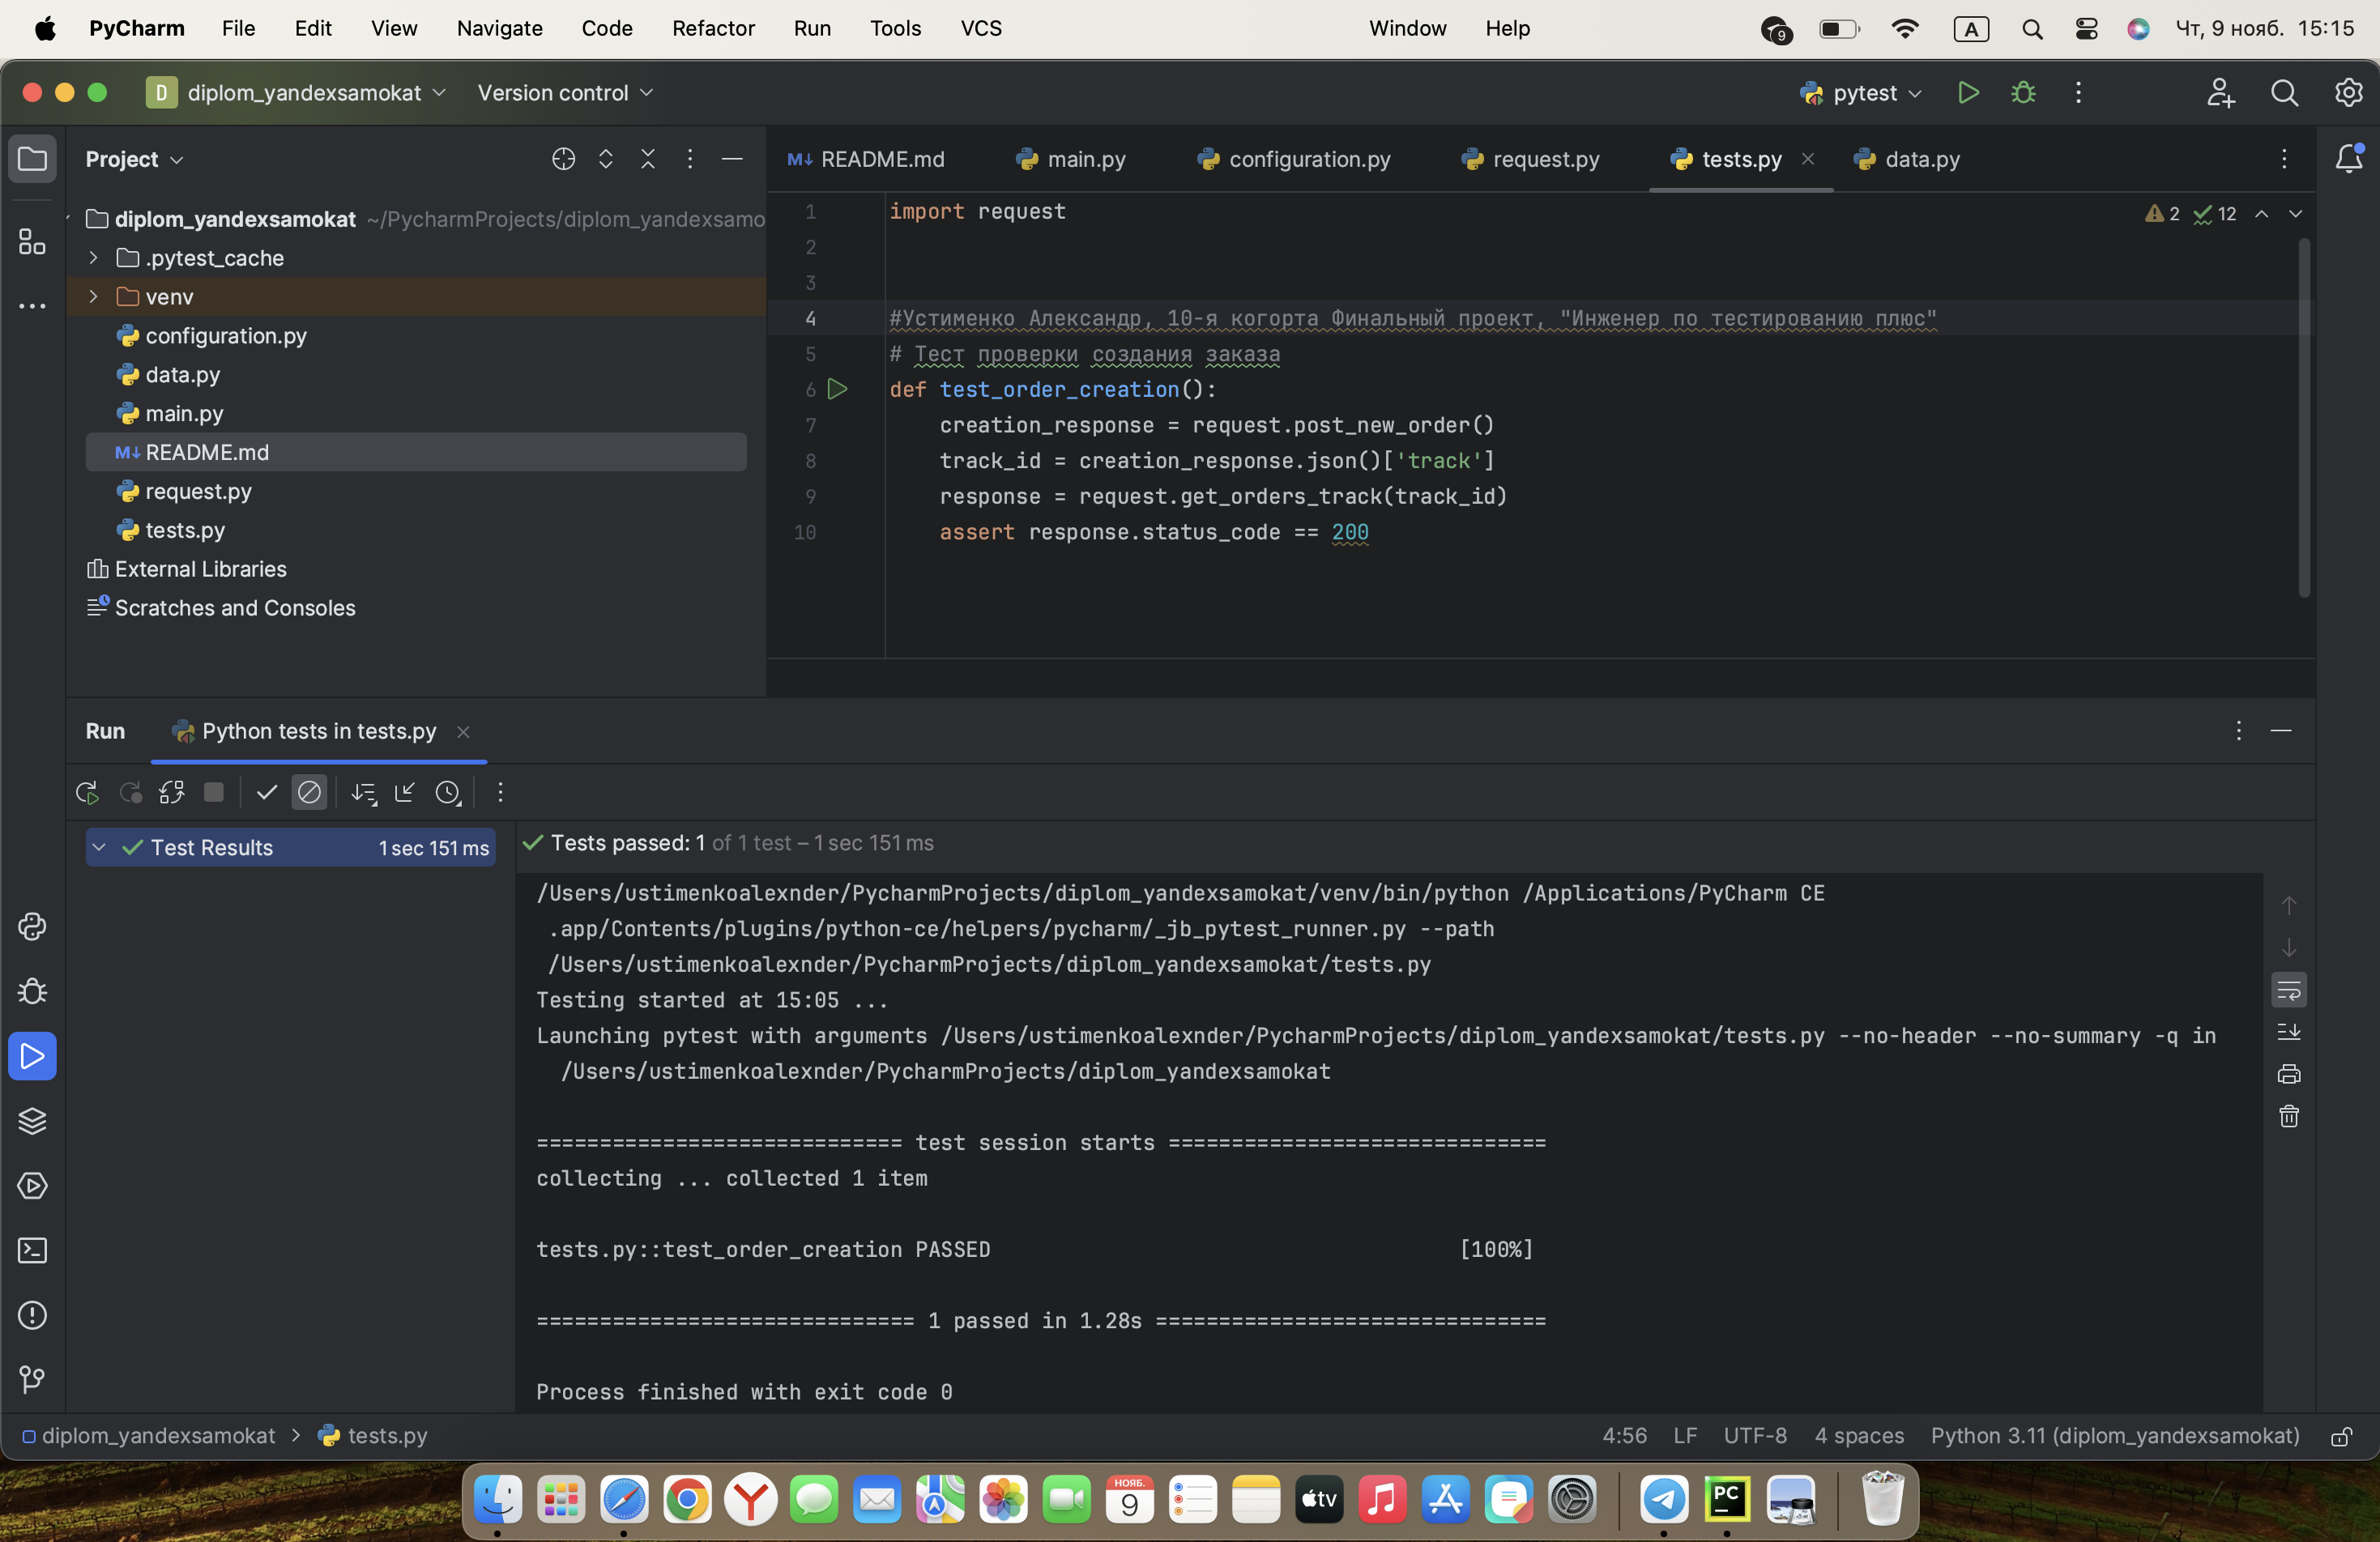 PyCharm File Edit View Navigate Code Refactor Run Tools VCS Window Help 9 A Чт, 9 нояб. 15:15
D diplom_yandexsamokat Version control pytest
Project
README.md main.py configuration.py request.py tests.py data.py
diplom_yandexsamokat ~/PycharmProjects/diplom_yandexsamo
.pytest_cache
venv
configuration.py
data.py
main.py
M↓ README.md
request.py
tests.py
External Libraries
Scratches and Consoles
2 12
1 import request
2
3
4 #Устименко Александр, 10-я когорта Финальный проект, "Инженер по тестированию плюс"
5 # Тест проверки создания заказа
6 def test_order_creation():
7 creation_response = request.post_new_order()
8 track_id = creation_response.json()['track']
9 response = request.get_orders_track(track_id)
10 assert response.status_code == 200
Run Python tests in tests.py
Test Results 1 sec 151 ms
Tests passed: 1 of 1 test – 1 sec 151 ms
/Users/ustimenkoalexnder/PycharmProjects/diplom_yandexsamokat/venv/bin/python /Applications/PyCharm CE
.app/Contents/plugins/python-ce/helpers/pycharm/_jb_pytest_runner.py --path
/Users/ustimenkoalexnder/PycharmProjects/diplom_yandexsamokat/tests.py
Testing started at 15:05 ...
Launching pytest with arguments /Users/ustimenkoalexnder/PycharmProjects/diplom_yandexsamokat/tests.py --no-header --no-summary -q in
/Users/ustimenkoalexnder/PycharmProjects/diplom_yandexsamokat
============================= test session starts ==============================
collecting ... collected 1 item
tests.py::test_order_creation PASSED [100%]
============================== 1 passed in 1.28s ===============================
Process finished with exit code 0
diplom_yandexsamokat > tests.py 4:56 LF UTF-8 4 spaces Python 3.11 (diplom_yandexsamokat)
НОЯБ.
9
tv
PC